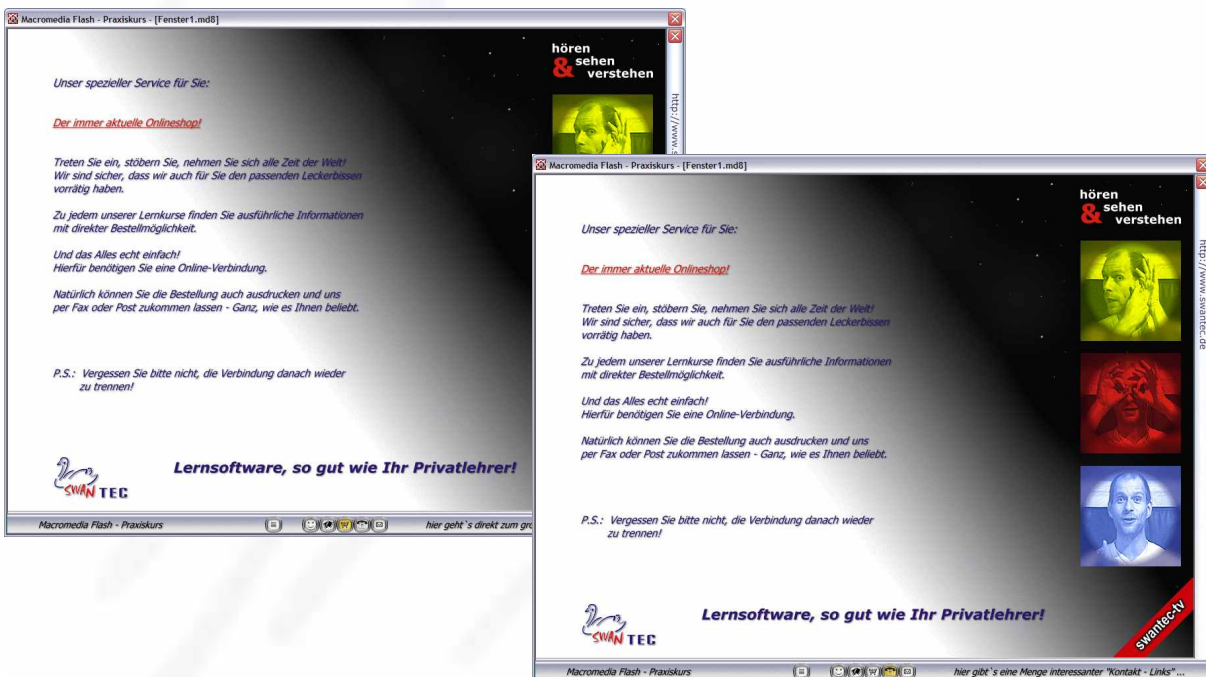 Macromedia Flash - Praxiskurs - [Fenster1.md8]
hören
& sehen
verstehen
Unser spezieller Service für Sie:
Der immer aktuelle Onlineshop!
Treten Sie ein, stöbern Sie, nehmen Sie sich alle Zeit der Welt!
Wir sind sicher, dass wir auch für Sie den passenden Leckerbissen
vorrätig haben.
Zu jedem unserer Lernkurse finden Sie ausführliche Informationen
mit direkter Bestellmöglichkeit.
Und das Alles echt einfach!
Hierfür benötigen Sie eine Online-Verbindung.
Natürlich können Sie die Bestellung auch ausdrucken und uns
per Fax oder Post zukommen lassen - Ganz, wie es Ihnen beliebt.
P.S.: Vergessen Sie bitte nicht, die Verbindung danach wieder
zu trennen!
SWANTEC
Lernsoftware, so gut wie Ihr Privatlehrer!
http://www.s
Macromedia Flash - Praxiskurs
hier geht`s direkt zum
Macromedia Flash - Praxiskurs - [Fenster1.md8]
hören
& sehen
verstehen
Unser spezieller Service für Sie:
Der immer aktuelle Onlineshop!
Treten Sie ein, stöbern Sie, nehmen Sie sich alle Zeit der Welt!
Wir sind sicher, dass wir auch für Sie den passenden Leckerbissen
vorrätig haben.
Zu jedem unserer Lernkurse finden Sie ausführliche Informationen
mit direkter Bestellmöglichkeit.
Und das Alles echt einfach!
Hierfür benötigen Sie eine Online-Verbindung.
Natürlich können Sie die Bestellung auch ausdrucken und uns
per Fax oder Post zukommen lassen - Ganz, wie es Ihnen beliebt.
P.S.: Vergessen Sie bitte nicht, die Verbindung danach wieder
zu trennen!
SWANTEC
Lernsoftware, so gut wie Ihr Privatlehrer!
http://www.swantec.de
swantec-tv
Macromedia Flash - Praxiskurs
hier gibt`s eine Menge interessanter "Kontakt - Links" ...